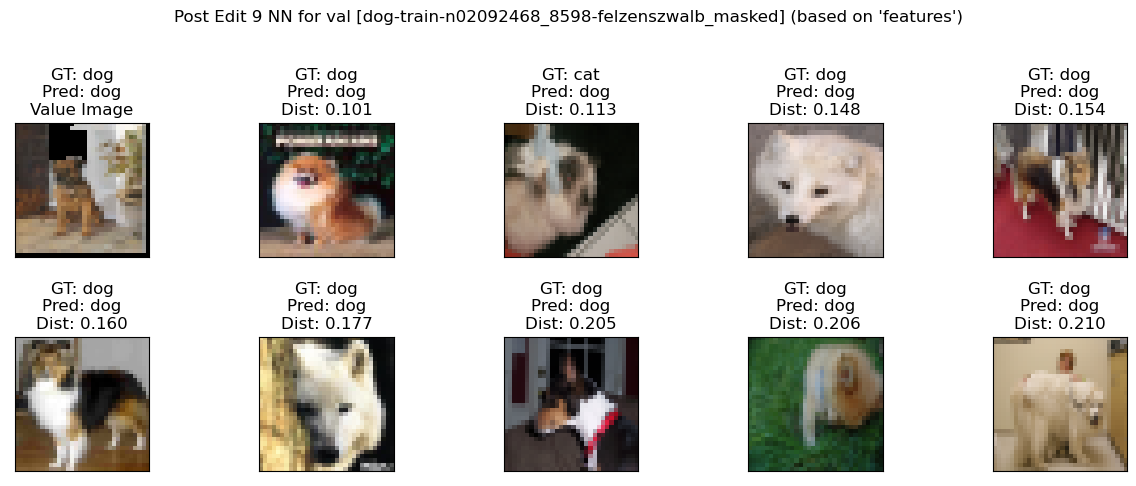 Post Edit 9 NN for val [dog-train-n02092468_8598-felzenszwalb_masked] (based on 'features')
GT: dog
Pred: dog
Value Image
GT: dog
Pred: dog
Dist: 0.101
GT: cat
Pred: dog
Dist: 0.113
GT: dog
Pred: dog
Dist: 0.148
GT: dog
Pred: dog
Dist: 0.154
GT: dog
Pred: dog
Dist: 0.160
GT: dog
Pred: dog
Dist: 0.177
GT: dog
Pred: dog
Dist: 0.205
GT: dog
Pred: dog
Dist: 0.206
GT: dog
Pred: dog
Dist: 0.210